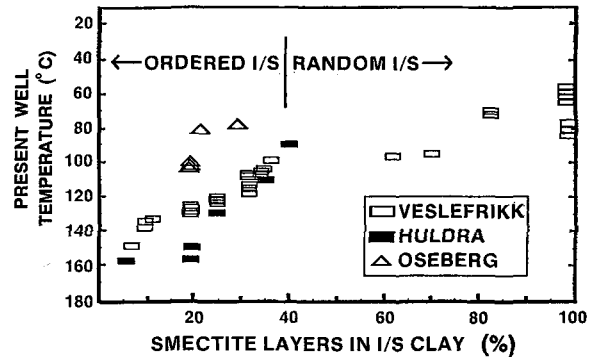 0
20
40
60
80
100
120
140
160
180
PRESENT WELL
TEMPERATURE (°C)
ORDERED I/S
RANDOM I/S
VESLEFRIKK
HULDRA
OSEBERG
0 20 40 60 80 100
SMECTITE LAYERS IN I/S CLAY (%)